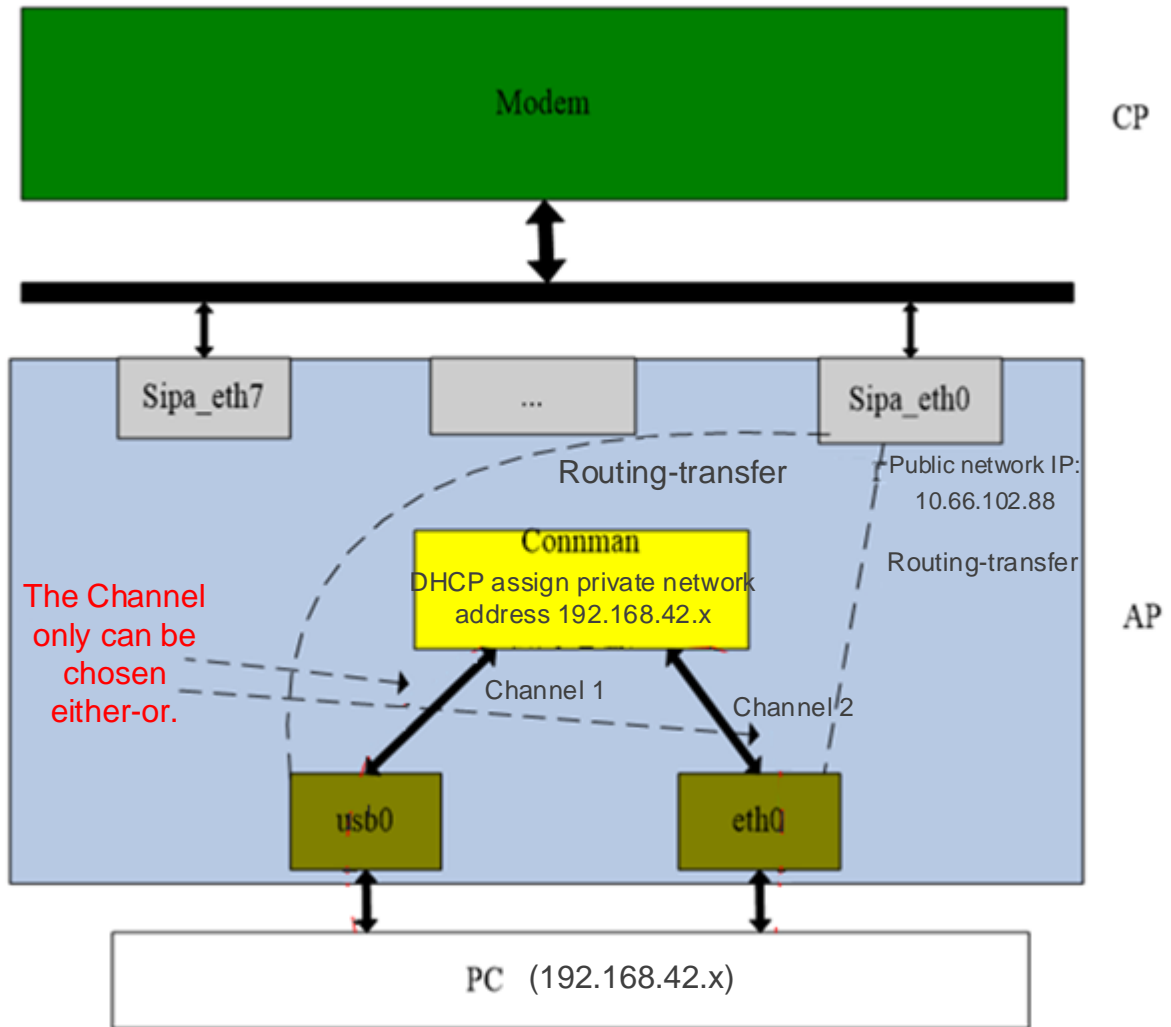 Modem
CP
Sipa_eth7
...
Sipa_eth0
Routing-transfer
Public network IP:
10.66.102.88
Connman
DHCP assign private network
address 192.168.42.x
Routing-transfer
The Channel
only can be
chosen
either-or.
AP
Channel 1
Channel 2
usb0
eth0
PC (192.168.42.x)